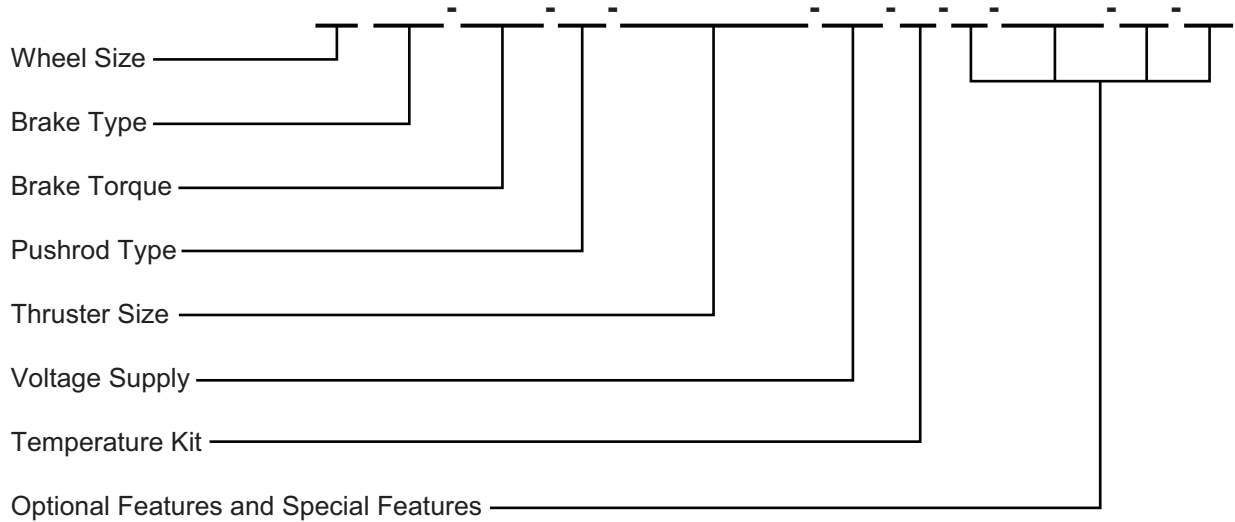 - - - - - - - - -
Wheel Size
Brake Type
Brake Torque
Pushrod Type
Thruster Size
Voltage Supply
Temperature Kit
Optional Features and Special Features